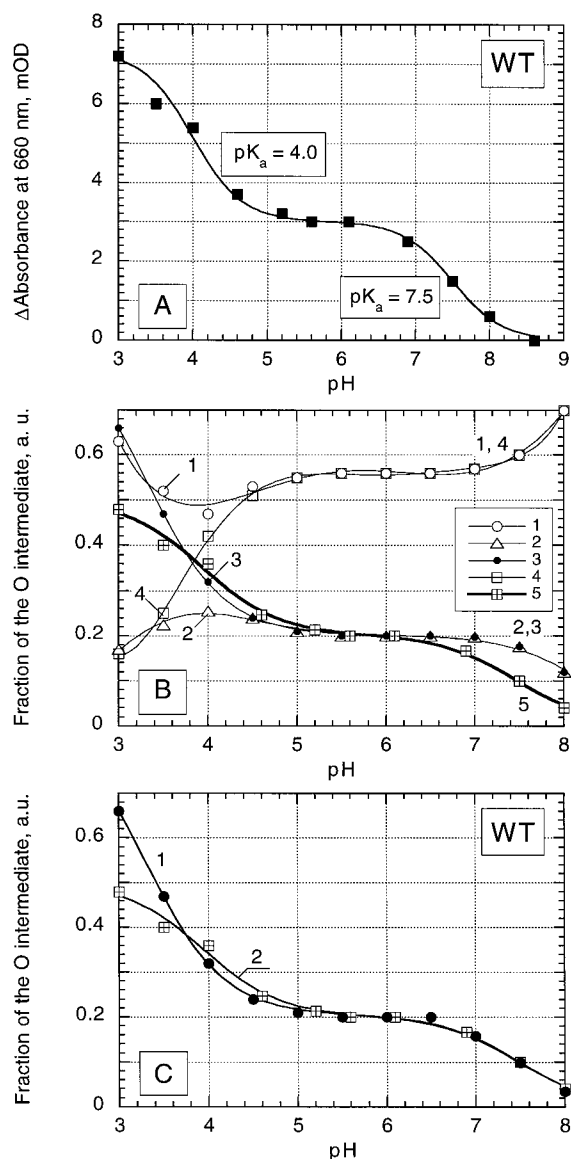 8
6
4
2
0
ΔAbsorbance at 660 nm, mOD
WT
pKₐ = 4.0
pKₐ = 7.5
A
3 4 5 6 7 8 9
pH
0.6
0.4
0.2
0
Fraction of the O intermediate, a. u.
1
1, 4
3
4
2
2,3
5
1
2
3
4
5
B
3 4 5 6 7 8
pH
0.6
0.4
0.2
0
Fraction of the O intermediate, a.u.
WT
1
2
C
3 4 5 6 7 8
pH